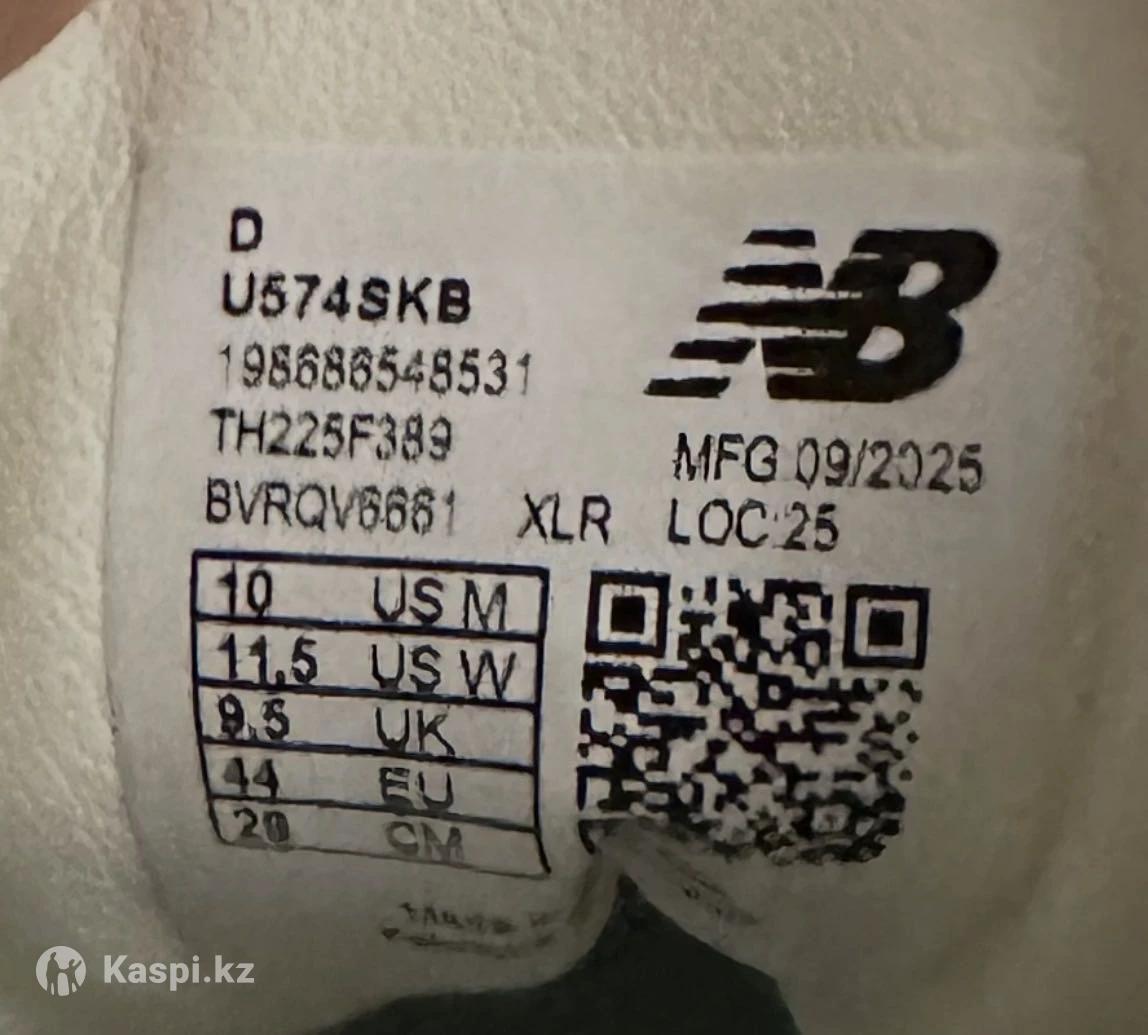 D
U574SKB
198686548531
TH225F389
BVRQV6661 XLR
NB
MFG 09/2025
LOC:25
10 US M
11.5 US W
9.5 UK
44 EU
28 CM
Kaspi.kz